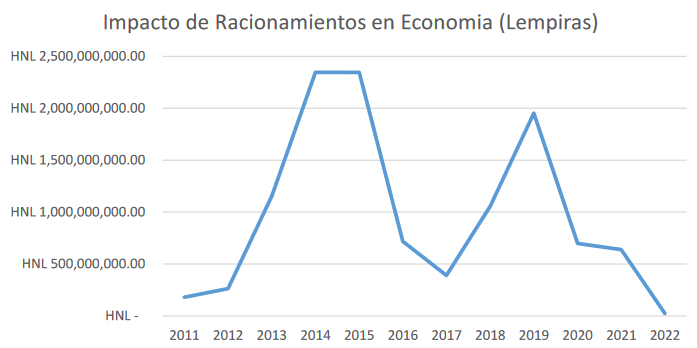 Impacto de Racionamientos en Economia (Lempiras)
HNL 2,500,000,000.00
HNL 2,000,000,000.00
HNL 1,500,000,000.00
HNL 1,000,000,000.00
HNL 500,000,000.00
HNL -
2011 2012 2013 2014 2015 2016 2017 2018 2019 2020 2021 2022